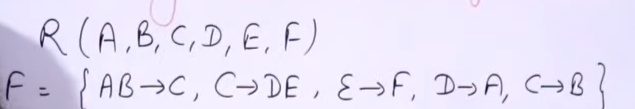 R (A, B, C, D, E, F)
F = { AB→C, C→DE, E→F, D→A, C→B }